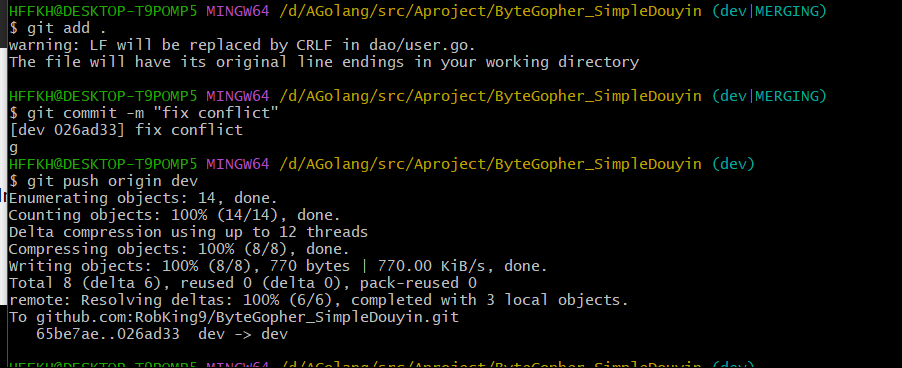 HFFKH@DESKTOP-T9POMP5 MINGW64 /d/AGolang/src/Aproject/ByteGopher_SimpleDouyin (dev|MERGING)
$ git add .
warning: LF will be replaced by CRLF in dao/user.go.
The file will have its original line endings in your working directory
HFFKH@DESKTOP-T9POMP5 MINGW64 /d/AGolang/src/Aproject/ByteGopher_SimpleDouyin (dev|MERGING)
$ git commit -m "fix conflict"
[dev 026ad33] fix conflict
g
HFFKH@DESKTOP-T9POMP5 MINGW64 /d/AGolang/src/Aproject/ByteGopher_SimpleDouyin (dev)
$ git push origin dev
Enumerating objects: 14, done.
Counting objects: 100% (14/14), done.
Delta compression using up to 12 threads
Compressing objects: 100% (8/8), done.
Writing objects: 100% (8/8), 770 bytes | 770.00 KiB/s, done.
Total 8 (delta 6), reused 0 (delta 0), pack-reused 0
remote: Resolving deltas: 100% (6/6), completed with 3 local objects.
To github.com:RobKing9/ByteGopher_SimpleDouyin.git
   65be7ae..026ad33  dev -> dev
HFFKH@DESKTOP-T9POMP5 MINGW64 /d/AGolang/src/Aproject/ByteGopher_SimpleDouyin (dev)